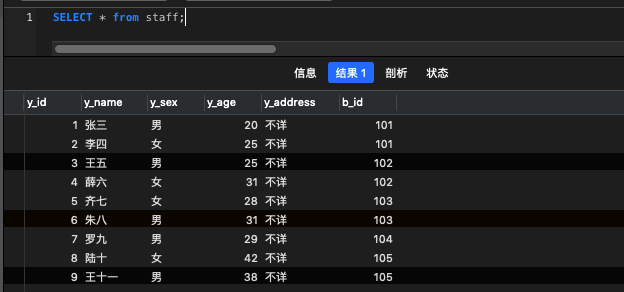 1 SELECT * from staff;
信息 结果 1 剖析 状态
y_id y_name y_sex y_age y_address b_id
1 张三 男 20 不详 101
2 李四 女 25 不详 101
3 王五 男 25 不详 102
4 薛六 女 31 不详 102
5 齐七 女 28 不详 103
6 朱八 男 31 不详 103
7 罗九 男 29 不详 104
8 陆十 女 42 不详 105
9 王十一 男 38 不详 105